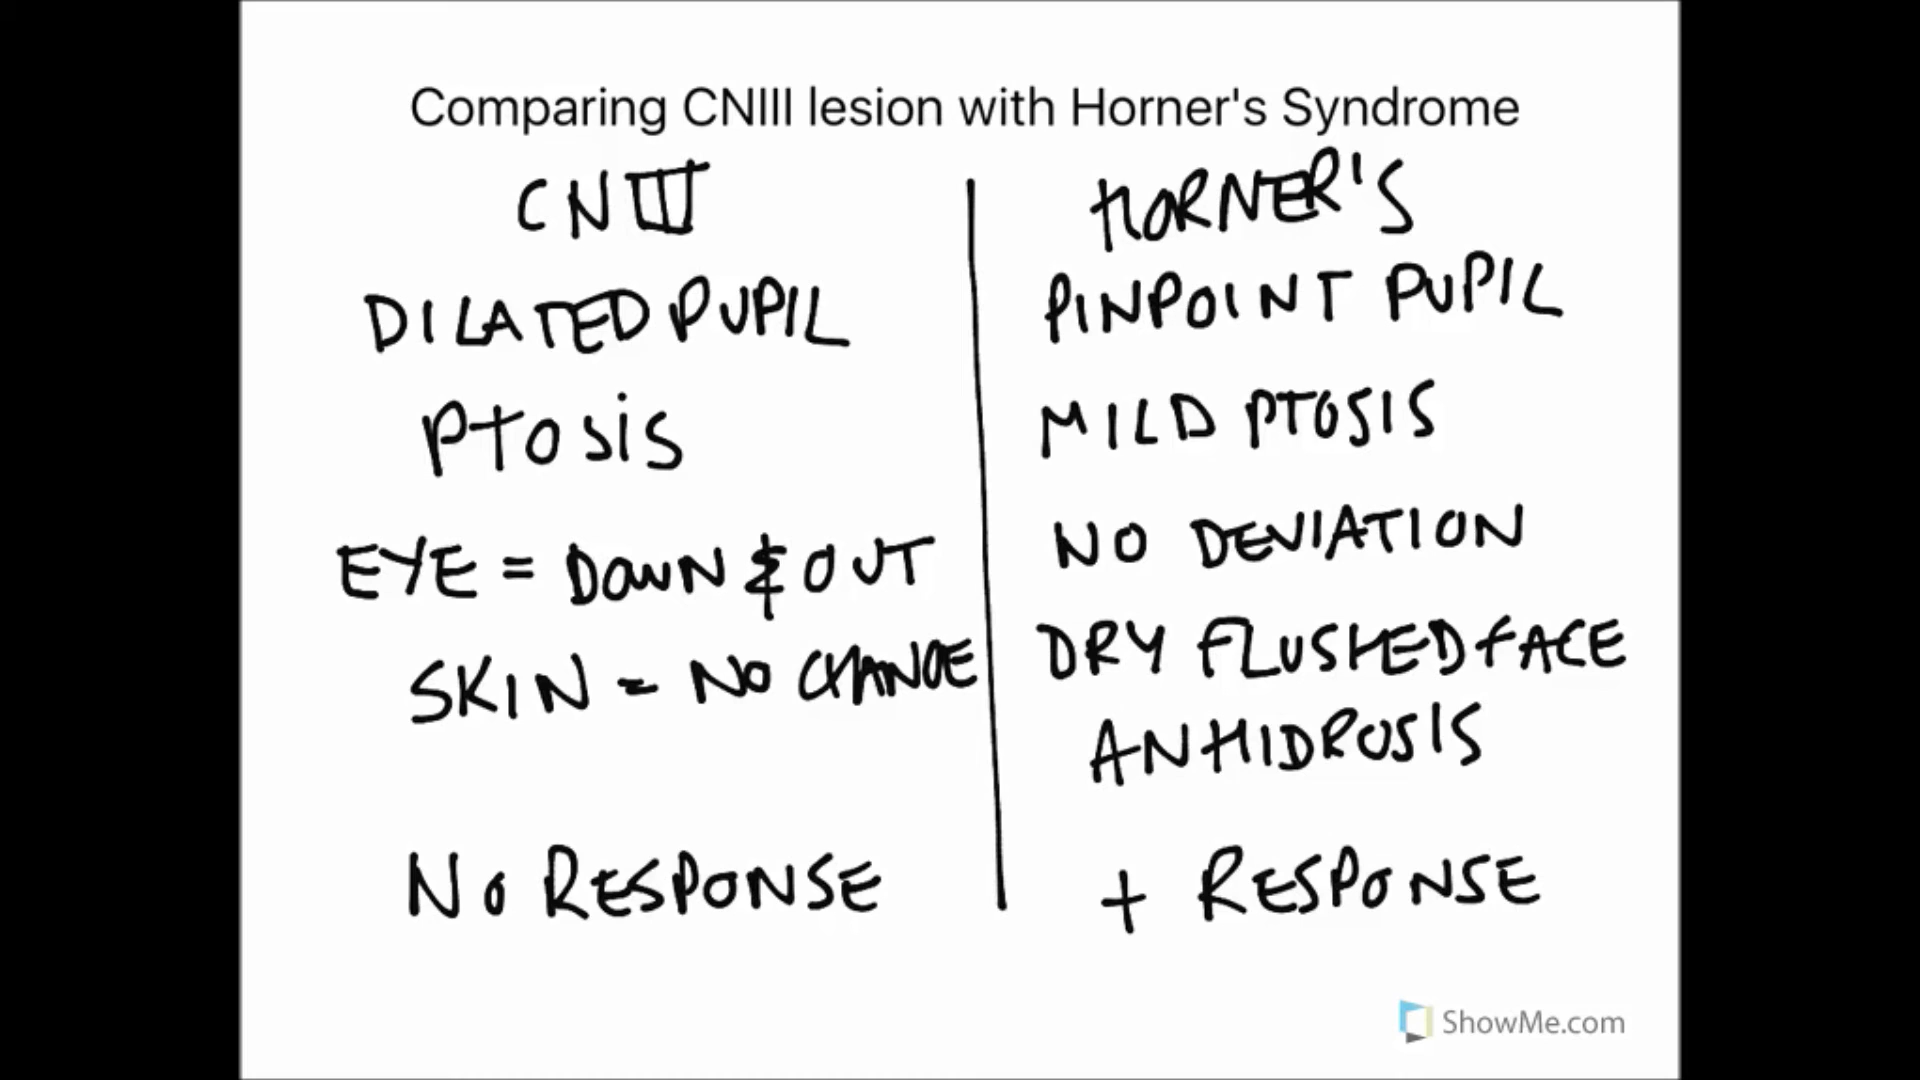 Comparing CNIII lesion with Horner's Syndrome
CN III
DILATED PUPIL
PTOSIS
EYE = DOWN & OUT
SKIN = NO CHANGE
NO RESPONSE
HORNER'S
PINPOINT PUPIL
MILD PTOSIS
NO DEVIATION
DRY FLUSHED FACE
ANHIDROSIS
+ RESPONSE
ShowMe.com